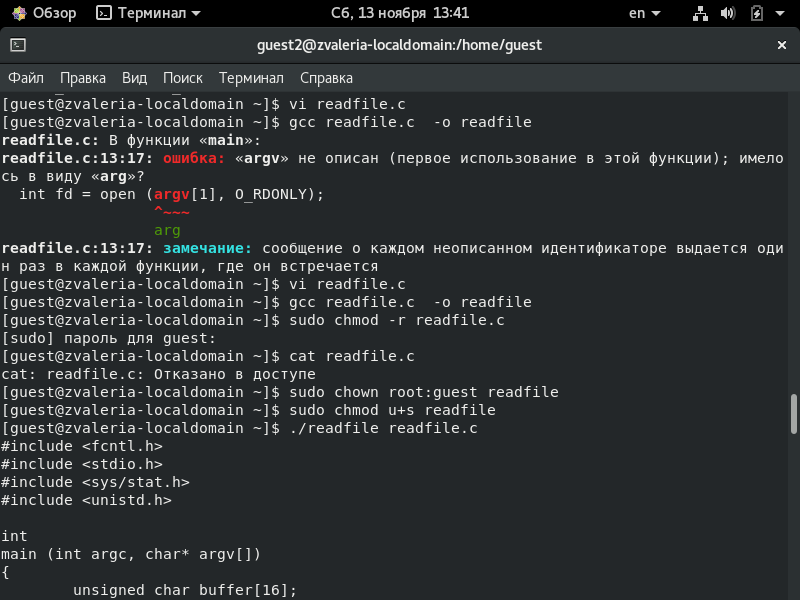 Обзор Терминал Сб, 13 ноября 13:41 en
guest2@zvaleria-localdomain:/home/guest ×
Файл Правка Вид Поиск Терминал Справка
[guest@zvaleria-localdomain ~]$ vi readfile.c
[guest@zvaleria-localdomain ~]$ gcc readfile.c  -o readfile
readfile.c: В функции «main»:
readfile.c:13:17: ошибка: «argv» не описан (первое использование в этой функции); имело
сь в виду «arg»?
  int fd = open (argv[1], O_RDONLY);
                 ^~~~
                 arg
readfile.c:13:17: замечание: сообщение о каждом неописанном идентификаторе выдается оди
н раз в каждой функции, где он встречается
[guest@zvaleria-localdomain ~]$ vi readfile.c
[guest@zvaleria-localdomain ~]$ gcc readfile.c  -o readfile
[guest@zvaleria-localdomain ~]$ sudo chmod -r readfile.c
[sudo] пароль для guest:
[guest@zvaleria-localdomain ~]$ cat readfile.c
cat: readfile.c: Отказано в доступе
[guest@zvaleria-localdomain ~]$ sudo chown root:guest readfile
[guest@zvaleria-localdomain ~]$ sudo chmod u+s readfile
[guest@zvaleria-localdomain ~]$ ./readfile readfile.c
#include <fcntl.h>
#include <stdio.h>
#include <sys/stat.h>
#include <unistd.h>

int
main (int argc, char* argv[])
{
        unsigned char buffer[16];